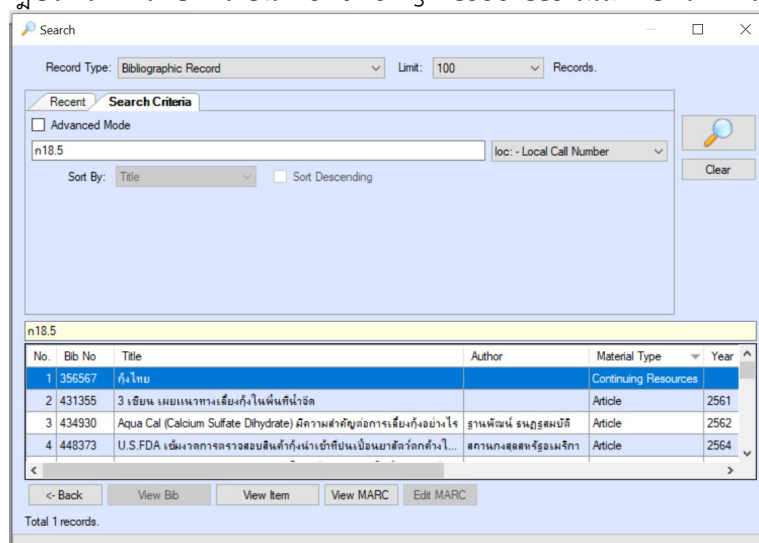 Search
Record Type: Bibliographic Record Limit: 100 Records.
Recent Search Criteria
Advanced Mode
ก18.5 loc: - Local Call Number
Sort By: Title Sort Descending Clear
ก18.5
No. Bib No Title Author Material Type Year
1 356567 กุ้งไทย Continuing Resources
2 431355 3 เซียน เผยแนวทางเลี้ยงกุ้งในพื้นที่น้ำจืด Article 2561
3 434930 Aqua Cal (Calcium Sulfate Dihydrate) มีความสำคัญต่อการเลี้ยงกุ้งอย่างไร ฐานพัฒน์ ธนฏฐสมบัติ Article 2562
4 448373 U.S.FDA เข้มงวดการตรวจสอบสินค้ากุ้งนำเข้าที่ปนเปื้อนยาสัตว์ตกค้างใ... สถานกงสุลสหรัฐอเมริกา Article 2564
<- Back View Bib View Item View MARC Edit MARC
Total 1 records.